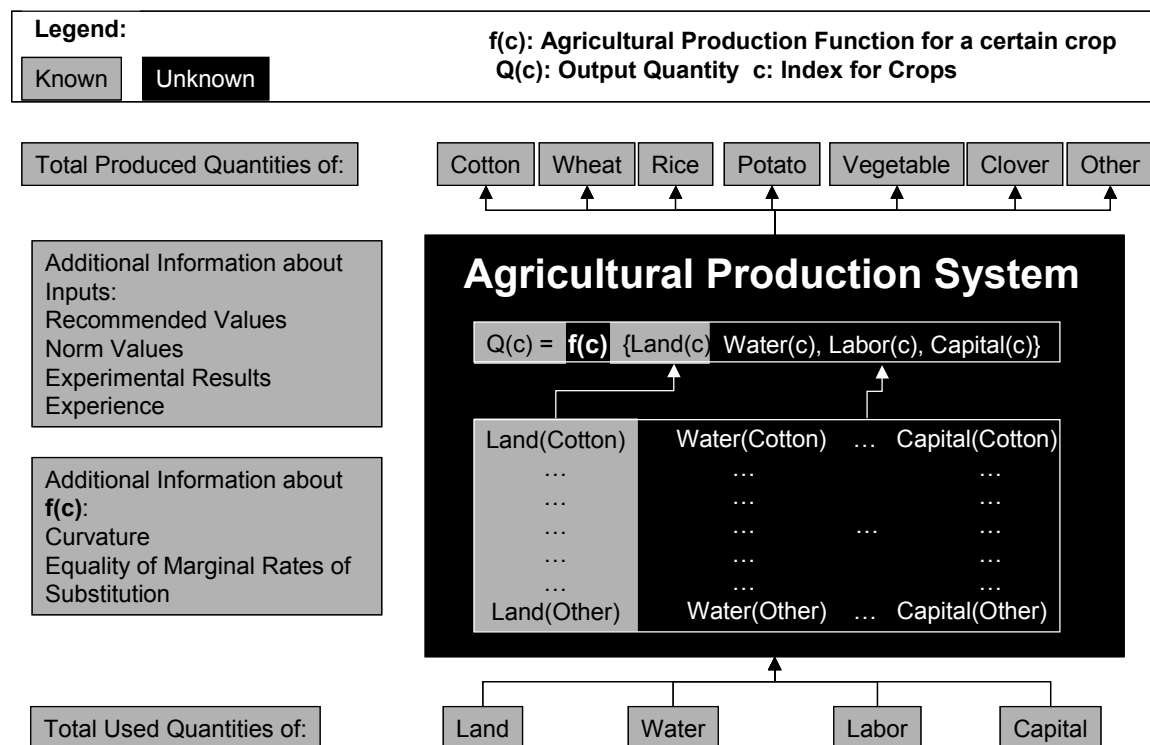 Legend:
f(c): Agricultural Production Function for a certain crop
Q(c): Output Quantity c: Index for Crops
Known Unknown
Total Produced Quantities of: Cotton Wheat Rice Potato Vegetable Clover Other
Additional Information about
Inputs:
Recommended Values
Norm Values
Experimental Results
Experience
Additional Information about
f(c):
Curvature
Equality of Marginal Rates of
Substitution
Agricultural Production System
Q(c) = f(c) {Land(c) Water(c), Labor(c), Capital(c)}
Land(Cotton) Water(Cotton) … Capital(Cotton)
… … …
… … …
… … … …
… … …
… … …
Land(Other) Water(Other) … Capital(Other)
Total Used Quantities of: Land Water Labor Capital